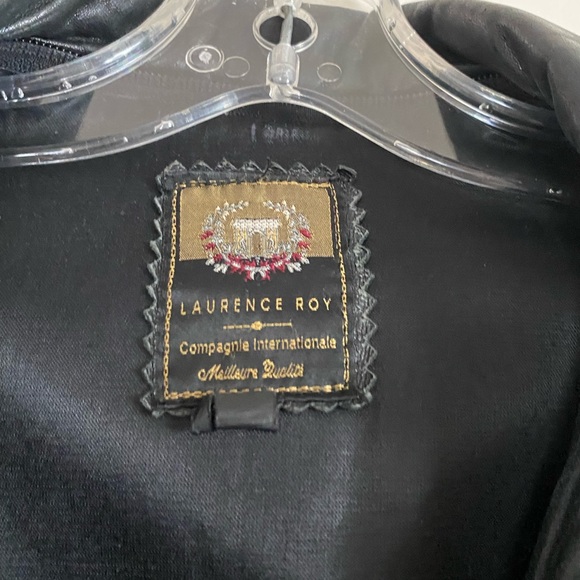 LAURENCE ROY
Compagnie Internationale
Meilleure Qualité